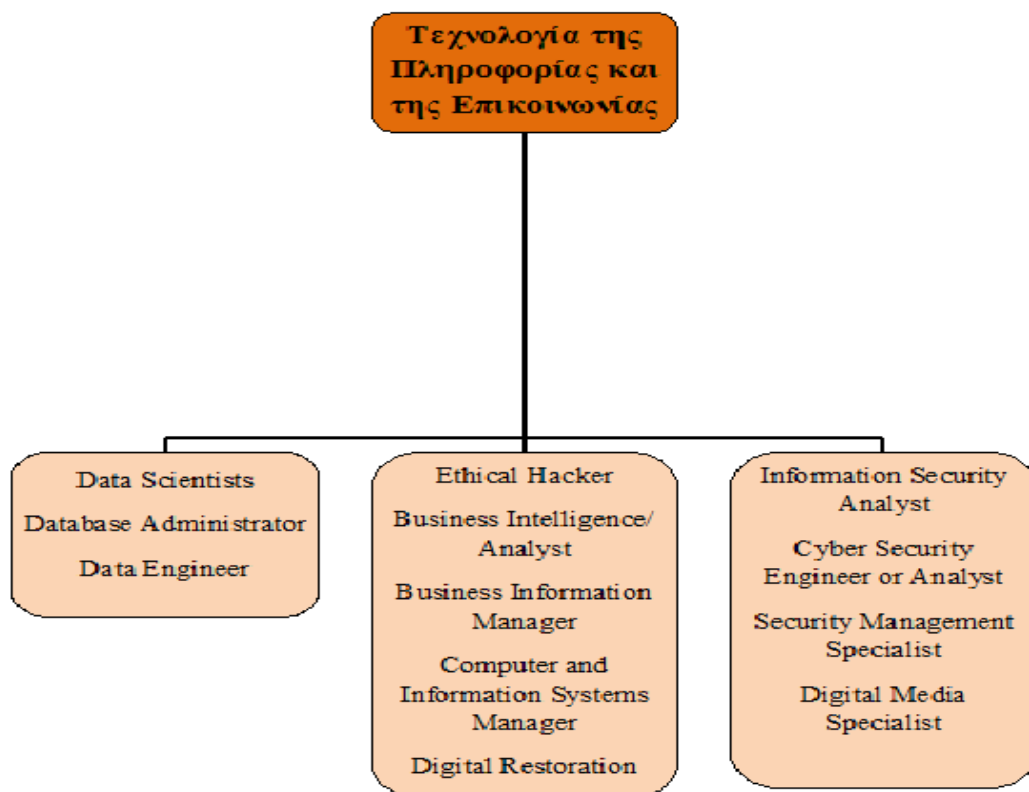 Τεχνολογία της
Πληροφορίας και
της Επικοινωνίας
Data Scientists
Database Administrator
Data Engineer
Ethical Hacker
Business Intelligence/
Analyst
Business Information
Manager
Computer and
Information Systems
Manager
Digital Restoration
Information Security
Analyst
Cyber Security
Engineer or Analyst
Security Management
Specialist
Digital Media
Specialist